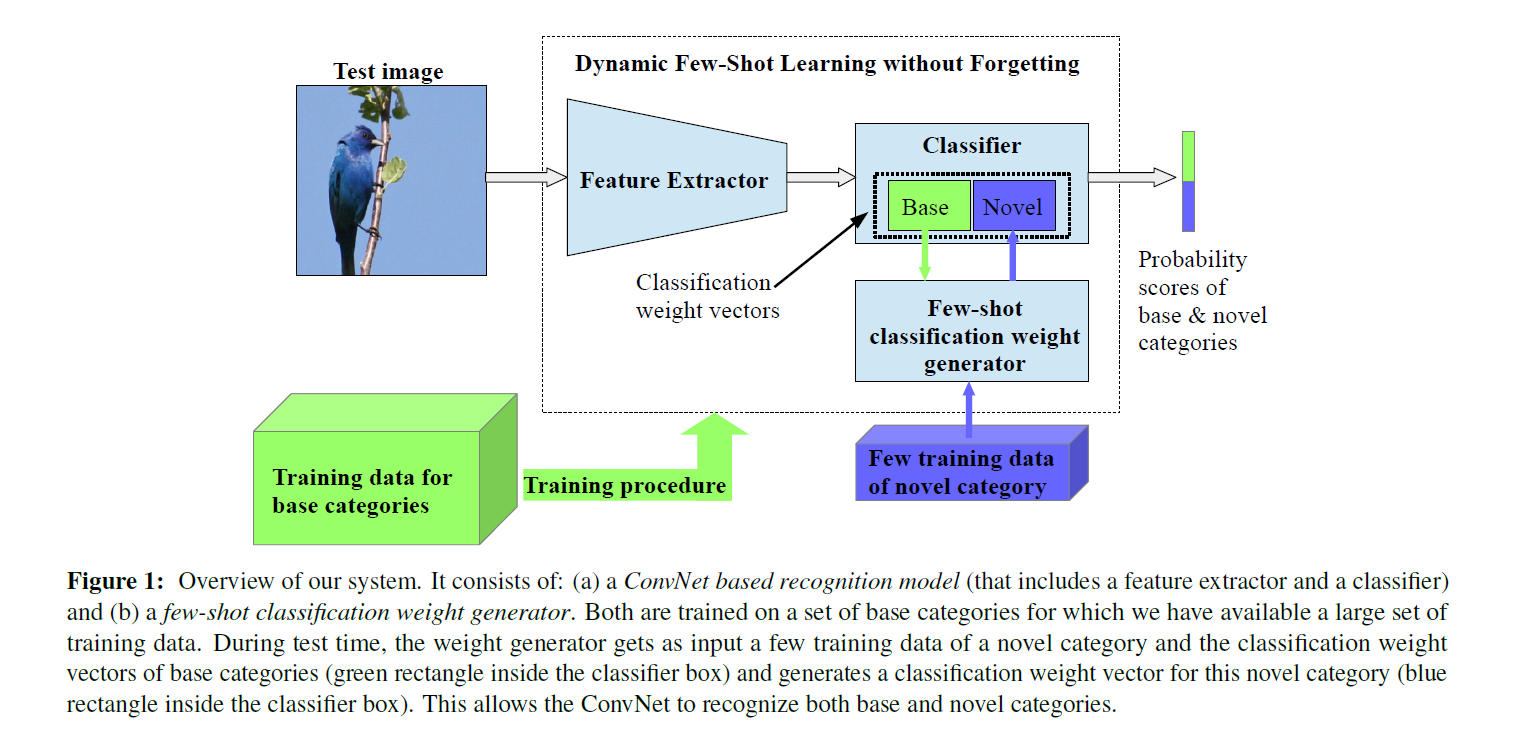 Dynamic Few-Shot Learning without Forgetting
Test image
Feature Extractor
Classifier
Base
Novel
Classification
weight vectors
Few-shot
classification weight
generator
Probability
scores of
base & novel
categories
Training data for
base categories
Training procedure
Few training data
of novel category
Figure 1: Overview of our system. It consists of: (a) a ConvNet based recognition model (that includes a feature extractor and a classifier)
and (b) a few-shot classification weight generator. Both are trained on a set of base categories for which we have available a large set of
training data. During test time, the weight generator gets as input a few training data of a novel category and the classification weight
vectors of base categories (green rectangle inside the classifier box) and generates a classification weight vector for this novel category (blue
rectangle inside the classifier box). This allows the ConvNet to recognize both base and novel categories.